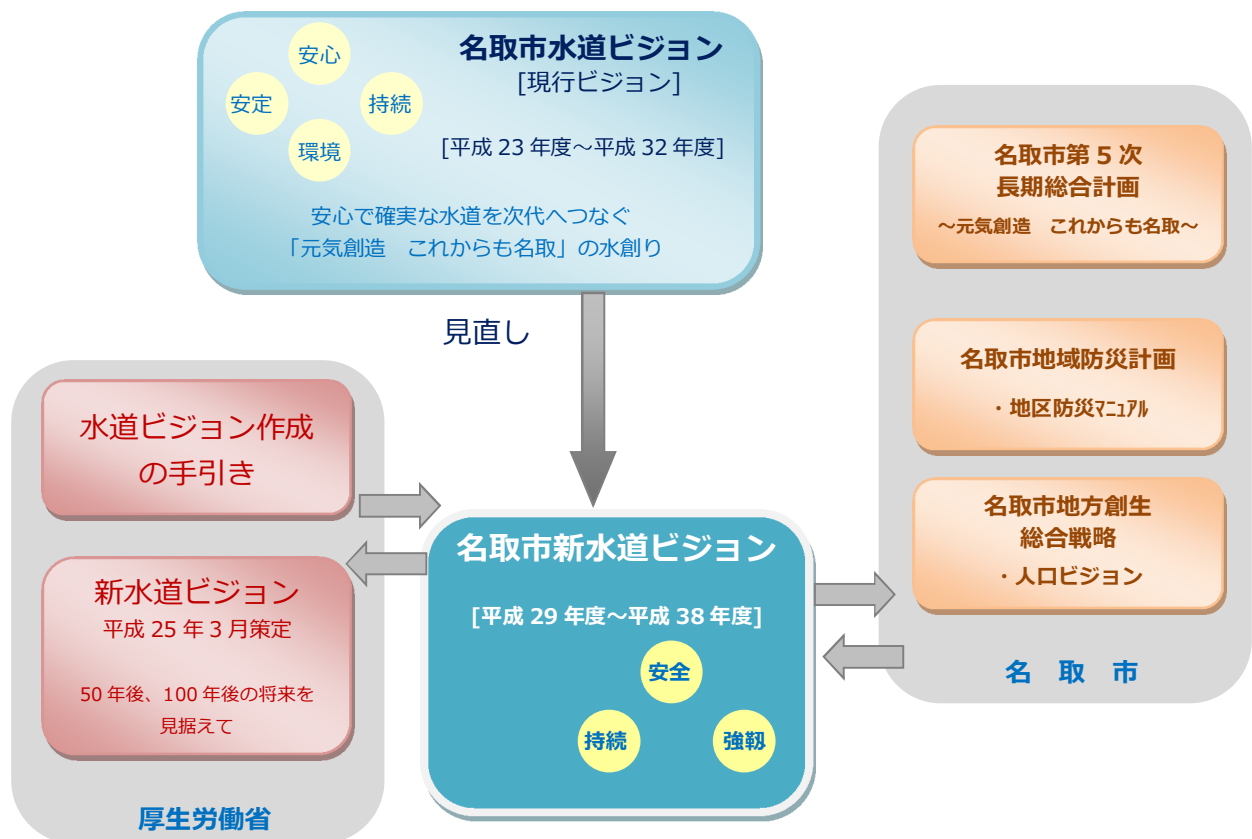 名取市水道ビジョン
[現行ビジョン]
安心
安定
持続
環境
[平成 23 年度～平成 32 年度]
安心で確実な水道を次代へつなぐ
「元気創造　これからも名取」の水創り
見直し
水道ビジョン作成
の手引き
新水道ビジョン
平成 25 年 3 月策定
50 年後、100 年後の将来を
見据えて
厚生労働省
名取市新水道ビジョン
[平成 29 年度～平成 38 年度]
安全
持続
強靱
名取市第 5 次
長期総合計画
～元気創造　これからも名取～
名取市地域防災計画
・地区防災ﾏﾆｭｱﾙ
名取市地方創生
総合戦略
・人口ビジョン
名　取　市